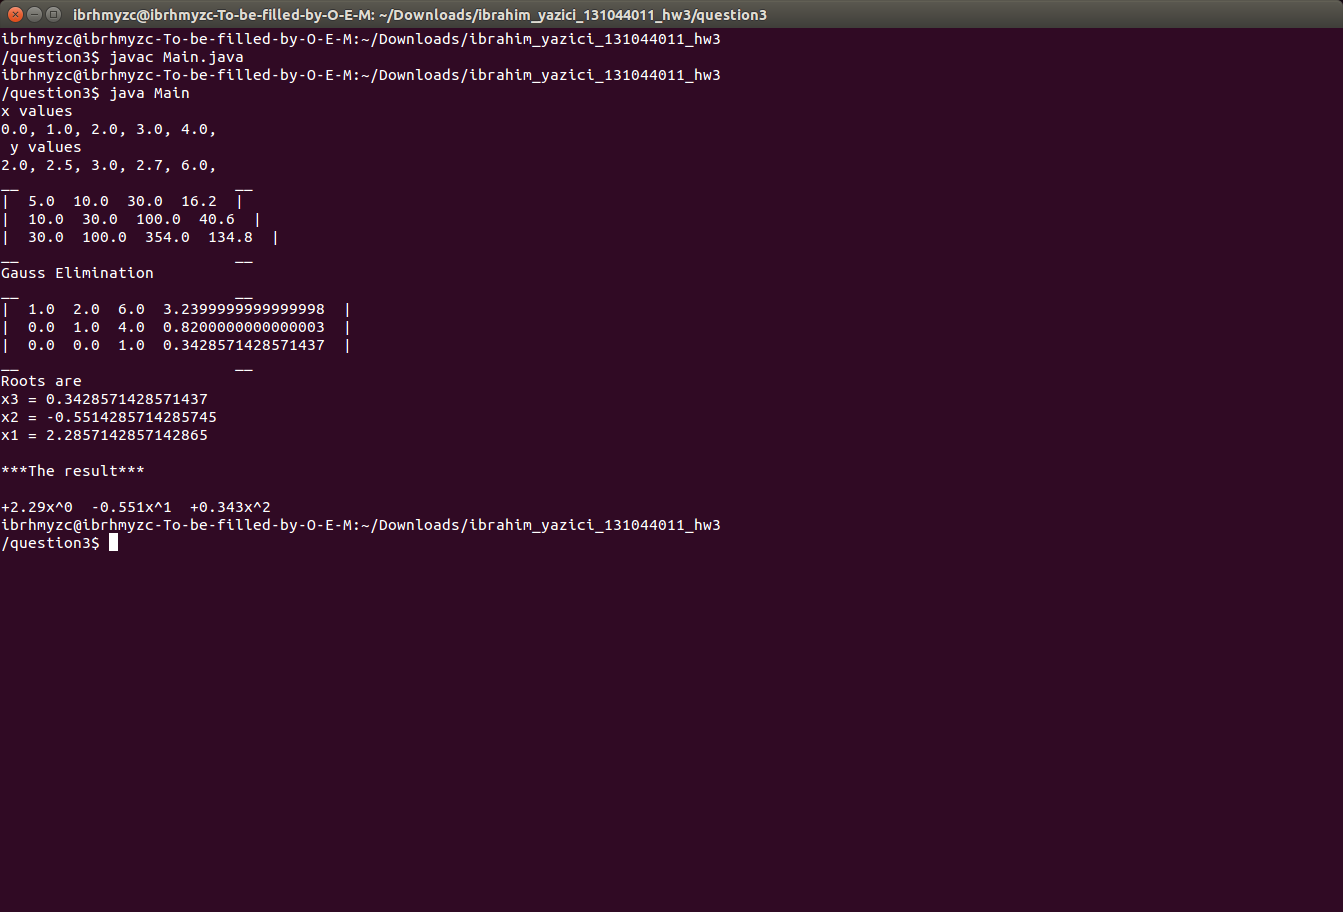 ibrhmyzc@ibrhmyzc-To-be-filled-by-O-E-M: ~/Downloads/ibrahim_yazici_131044011_hw3/question3
ibrhmyzc@ibrhmyzc-To-be-filled-by-O-E-M:~/Downloads/ibrahim_yazici_131044011_hw3
/question3$ javac Main.java
ibrhmyzc@ibrhmyzc-To-be-filled-by-O-E-M:~/Downloads/ibrahim_yazici_131044011_hw3
/question3$ java Main
x values
0.0, 1.0, 2.0, 3.0, 4.0,
 y values
2.0, 2.5, 3.0, 2.7, 6.0,
__                        __
|  5.0  10.0  30.0  16.2  |
|  10.0  30.0  100.0  40.6  |
|  30.0  100.0  354.0  134.8  |
__                        __
Gauss Elimination
__                        __
|  1.0  2.0  6.0  3.2399999999999998  |
|  0.0  1.0  4.0  0.8200000000000003  |
|  0.0  0.0  1.0  0.3428571428571437  |
__                        __
Roots are
x3 = 0.3428571428571437
x2 = -0.5514285714285745
x1 = 2.2857142857142865
***The result***
+2.29x^0  -0.551x^1  +0.343x^2
ibrhmyzc@ibrhmyzc-To-be-filled-by-O-E-M:~/Downloads/ibrahim_yazici_131044011_hw3
/question3$